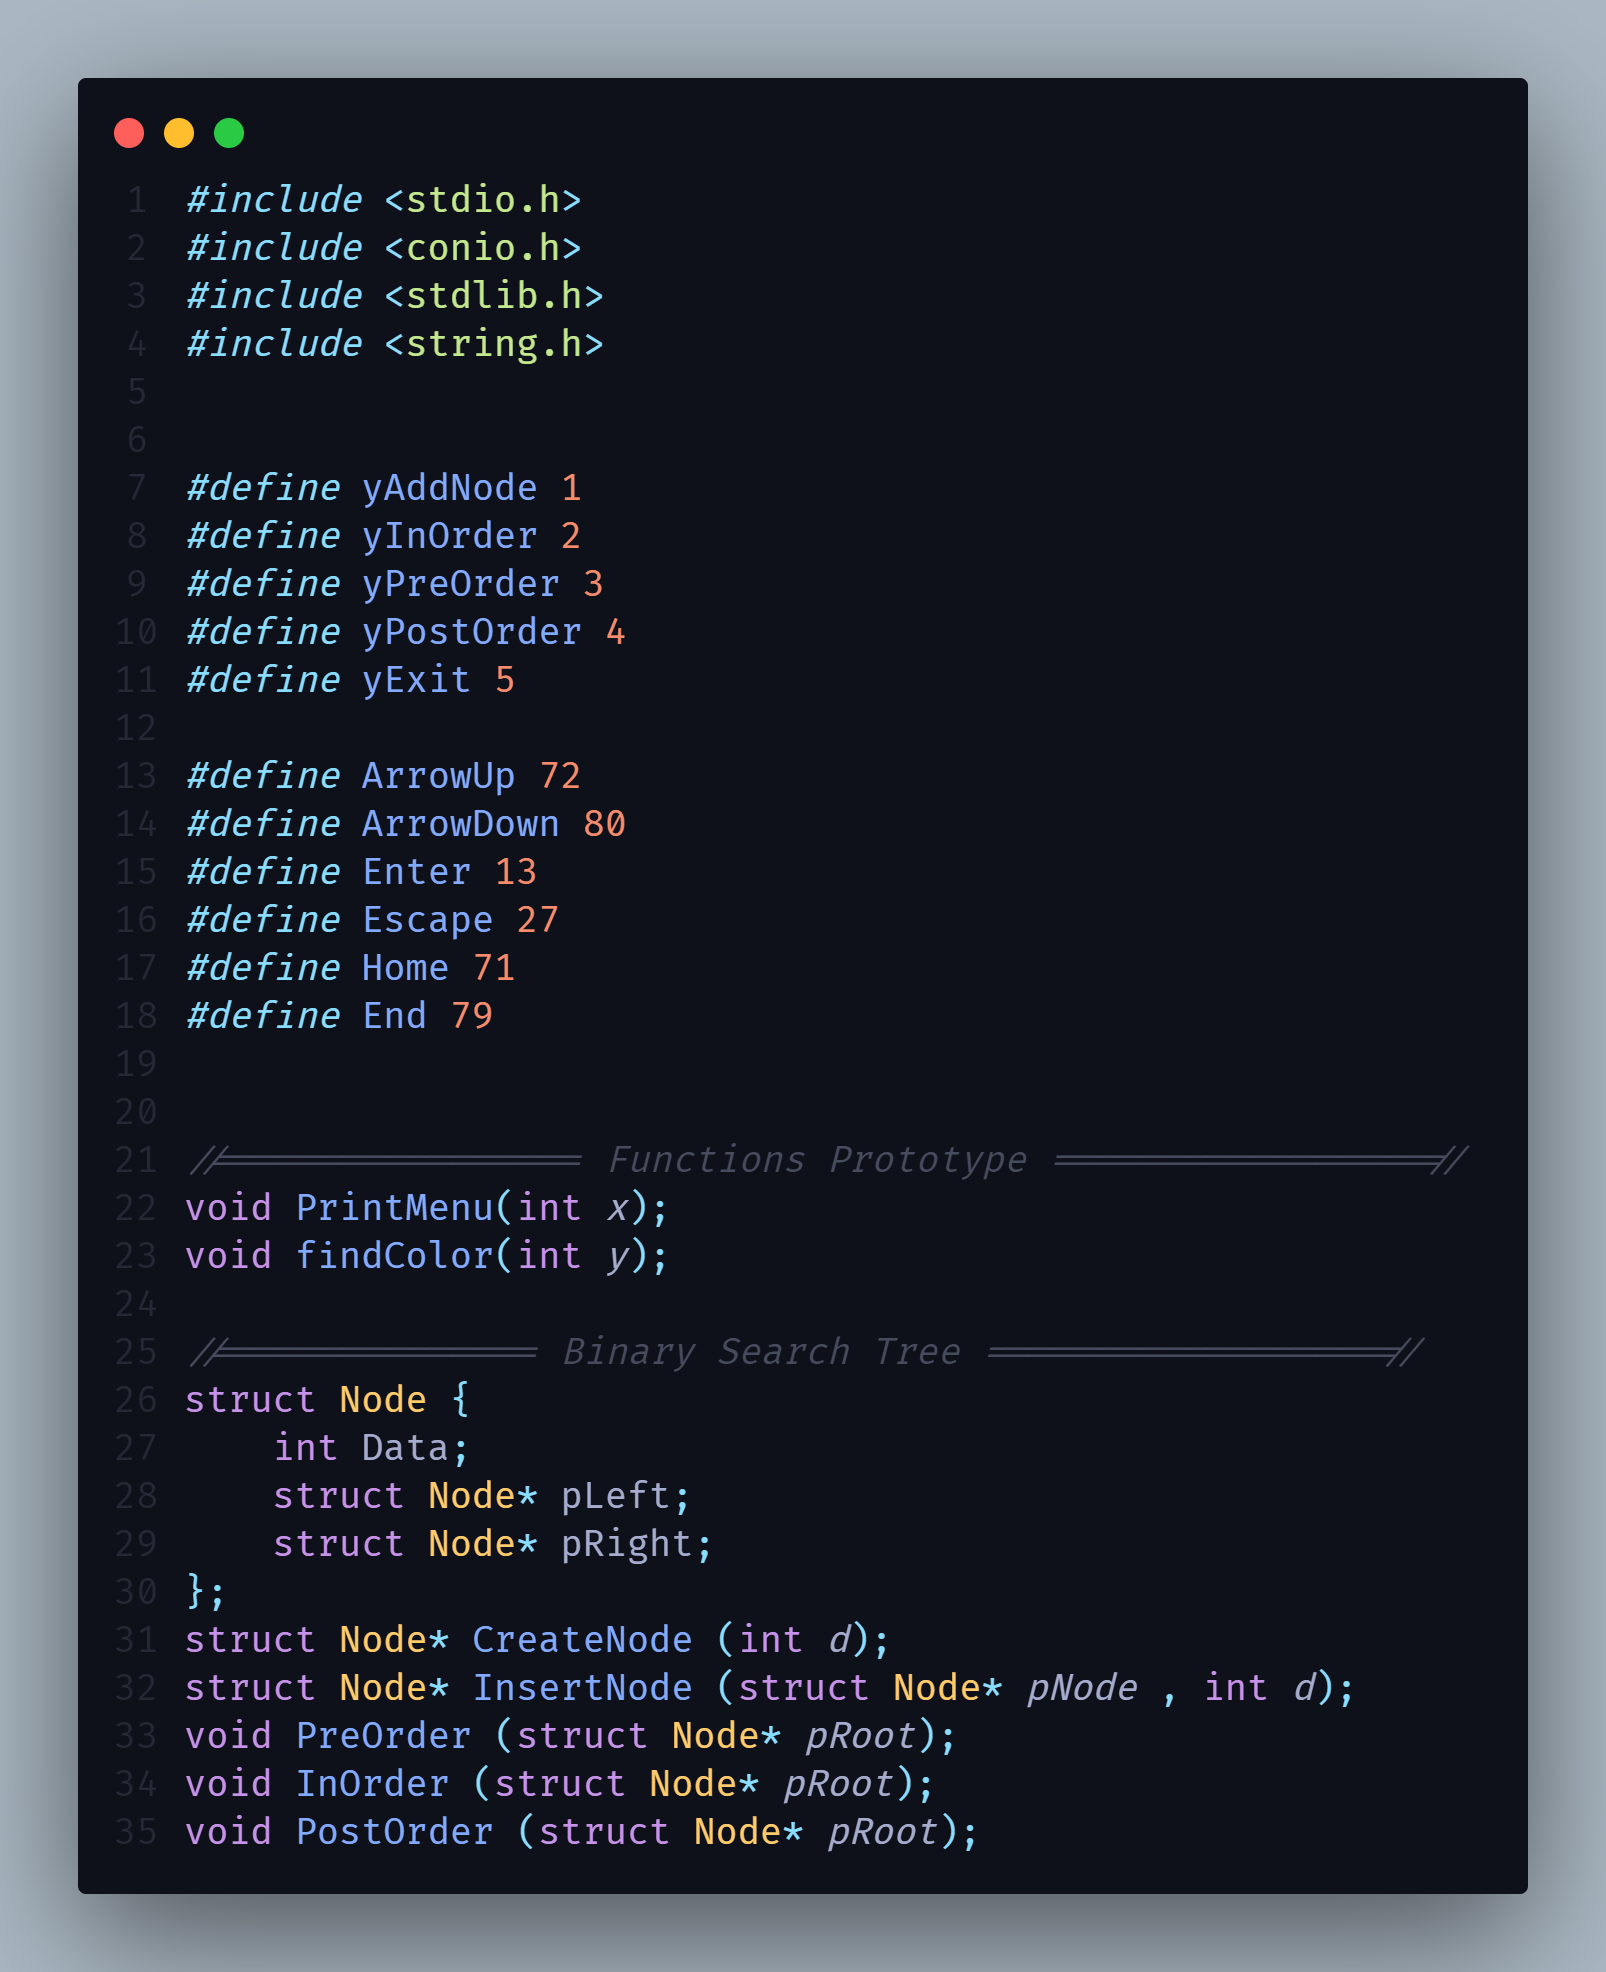 1 #include <stdio.h>
2 #include <conio.h>
3 #include <stdlib.h>
4 #include <string.h>
5
6
7 #define yAddNode 1
8 #define yInOrder 2
9 #define yPreOrder 3
10 #define yPostOrder 4
11 #define yExit 5
12
13 #define ArrowUp 72
14 #define ArrowDown 80
15 #define Enter 13
16 #define Escape 27
17 #define Home 71
18 #define End 79
19
20
21 //================ Functions Prototype =================//
22 void PrintMenu(int x);
23 void findColor(int y);
24
25 //============== Binary Search Tree ==================//
26 struct Node {
27     int Data;
28     struct Node* pLeft;
29     struct Node* pRight;
30 };
31 struct Node* CreateNode (int d);
32 struct Node* InsertNode (struct Node* pNode , int d);
33 void PreOrder (struct Node* pRoot);
34 void InOrder (struct Node* pRoot);
35 void PostOrder (struct Node* pRoot);